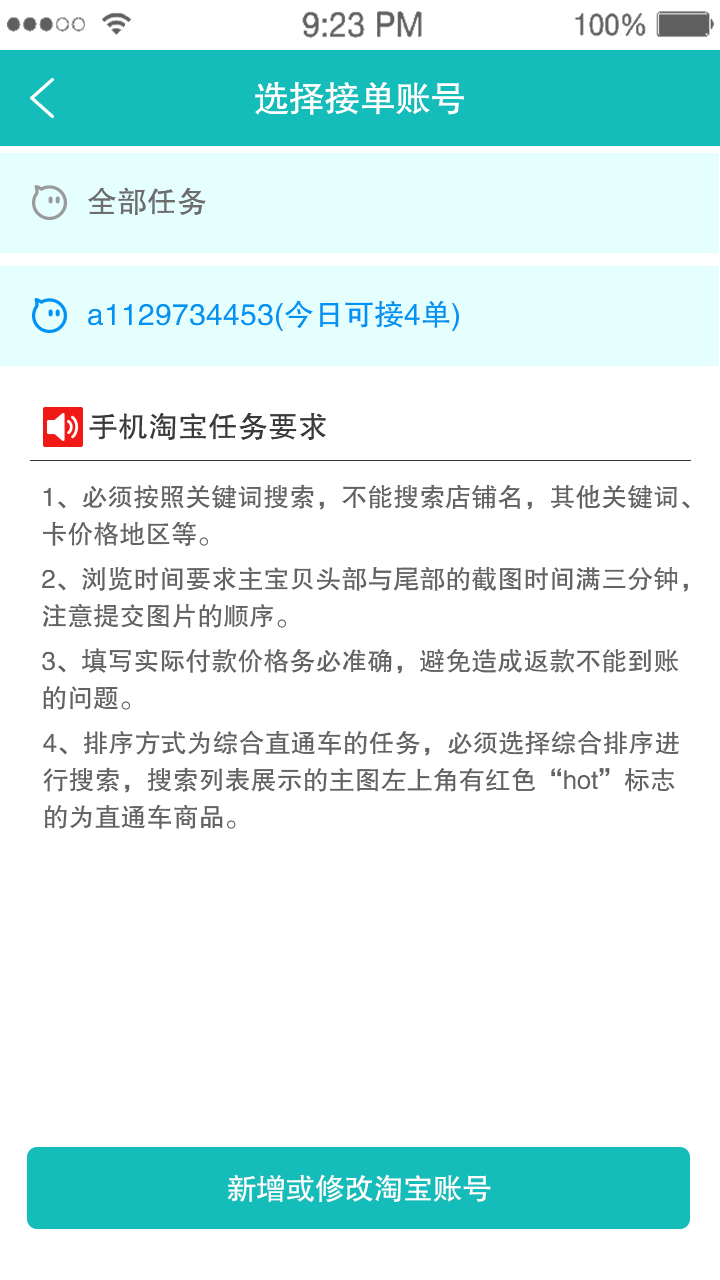 9:23 PM
100%
选择接单账号
全部任务
a1129734453(今日可接4单)
手机淘宝任务要求
1、必须按照关键词搜索，不能搜索店铺名，其他关键词、
卡价格地区等。
2、浏览时间要求主宝贝头部与尾部的截图时间满三分钟，
注意提交图片的顺序。
3、填写实际付款价格务必准确，避免造成返款不能到账
的问题。
4、排序方式为综合直通车的任务，必须选择综合排序进
行搜索，搜索列表展示的主图左上角有红色“hot”标志
的为直通车商品。
新增或修改淘宝账号